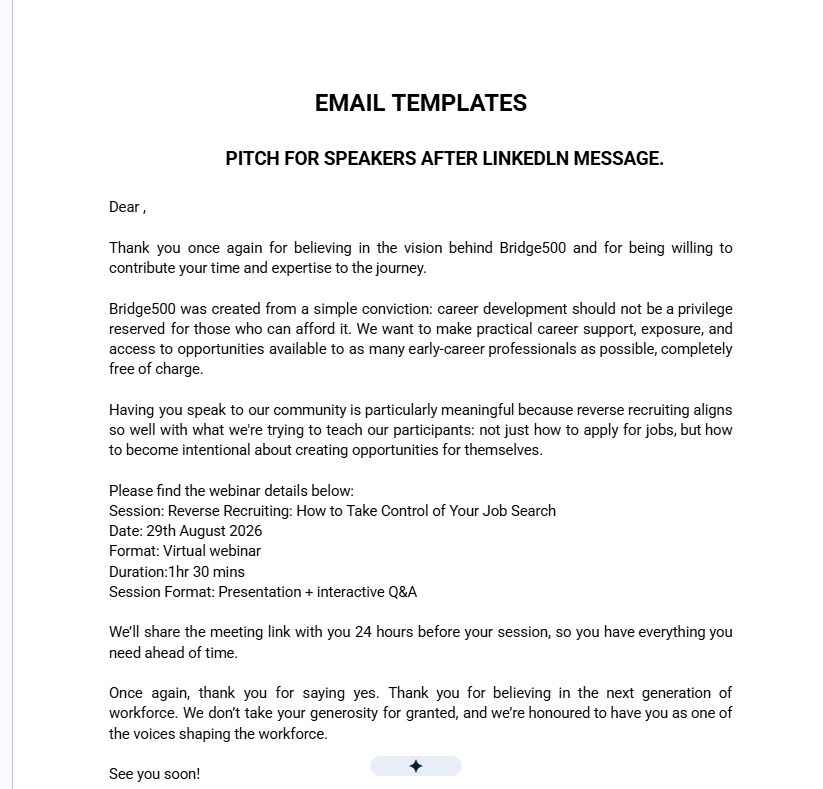 EMAIL TEMPLATES
PITCH FOR SPEAKERS AFTER LINKEDLN MESSAGE.
Dear ,
Thank you once again for believing in the vision behind Bridge500 and for being willing to
contribute your time and expertise to the journey.
Bridge500 was created from a simple conviction: career development should not be a privilege
reserved for those who can afford it. We want to make practical career support, exposure, and
access to opportunities available to as many early-career professionals as possible, completely
free of charge.
Having you speak to our community is particularly meaningful because reverse recruiting aligns
so well with what we're trying to teach our participants: not just how to apply for jobs, but how
to become intentional about creating opportunities for themselves.
Please find the webinar details below:
Session: Reverse Recruiting: How to Take Control of Your Job Search
Date: 29th August 2026
Format: Virtual webinar
Duration:1hr 30 mins
Session Format: Presentation + interactive Q&A
We’ll share the meeting link with you 24 hours before your session, so you have everything you
need ahead of time.
Once again, thank you for saying yes. Thank you for believing in the next generation of
workforce. We don’t take your generosity for granted, and we’re honoured to have you as one of
the voices shaping the workforce.
See you soon!